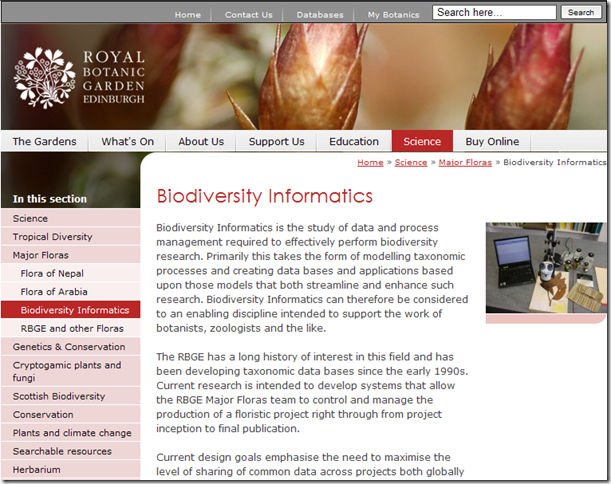 Home
Contact Us
Databases
My Botanics
Search here...
Search
ROYAL
BOTANIC
GARDEN
EDINBURGH
The Gardens
What's On
About Us
Support Us
Education
Science
Buy Online
Home » Science » Major Floras » Biodiversity Informatics
In this section
Science
Tropical Diversity
Major Floras
Flora of Nepal
Flora of Arabia
Biodiversity Informatics
RBGE and other Floras
Genetics & Conservation
Cryptogamic plants and
fungi
Scottish Biodiversity
Conservation
Plants and climate change
Searchable resources
Herbarium
Biodiversity Informatics
Biodiversity Informatics is the study of data and process
management required to effectively perform biodiversity
research. Primarily this takes the form of modelling taxonomic
processes and creating data bases and applications based
upon those models that both streamline and enhance such
research. Biodiversity Informatics can therefore be considered
to an enabling discipline intended to support the work of
botanists, zoologists and the like.
The RBGE has a long history of interest in this field and has
been developing taxonomic data bases since the early 1990s.
Current research is intended to develop systems that allow
the RBGE Major Floras team to control and manage the
production of a floristic project right through from project
inception to final publication.
Current design goals emphasise the need to maximise the
level of sharing of common data across projects both globally